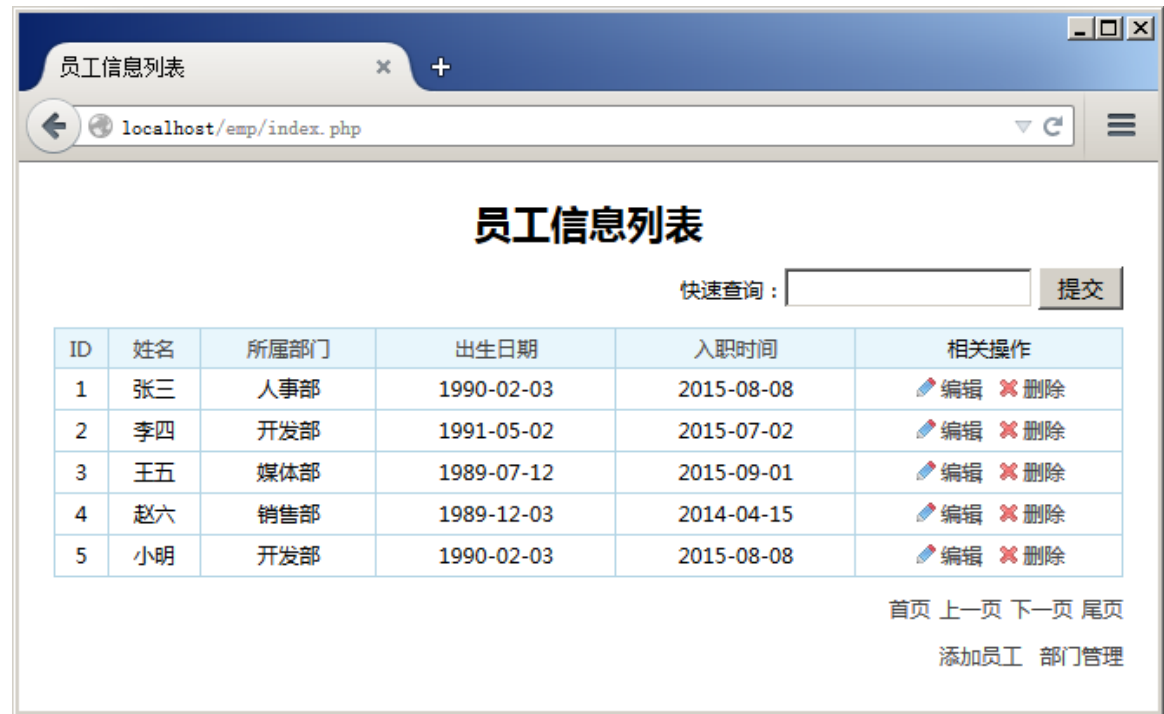 员工信息列表
localhost/emp/index.php
员工信息列表
快速查询： 提交
ID 姓名 所属部门 出生日期 入职时间 相关操作
1 张三 人事部 1990-02-03 2015-08-08 编辑 删除
2 李四 开发部 1991-05-02 2015-07-02 编辑 删除
3 王五 媒体部 1989-07-12 2015-09-01 编辑 删除
4 赵六 销售部 1989-12-03 2014-04-15 编辑 删除
5 小明 开发部 1990-02-03 2015-08-08 编辑 删除
首页 上一页 下一页 尾页
添加员工 部门管理